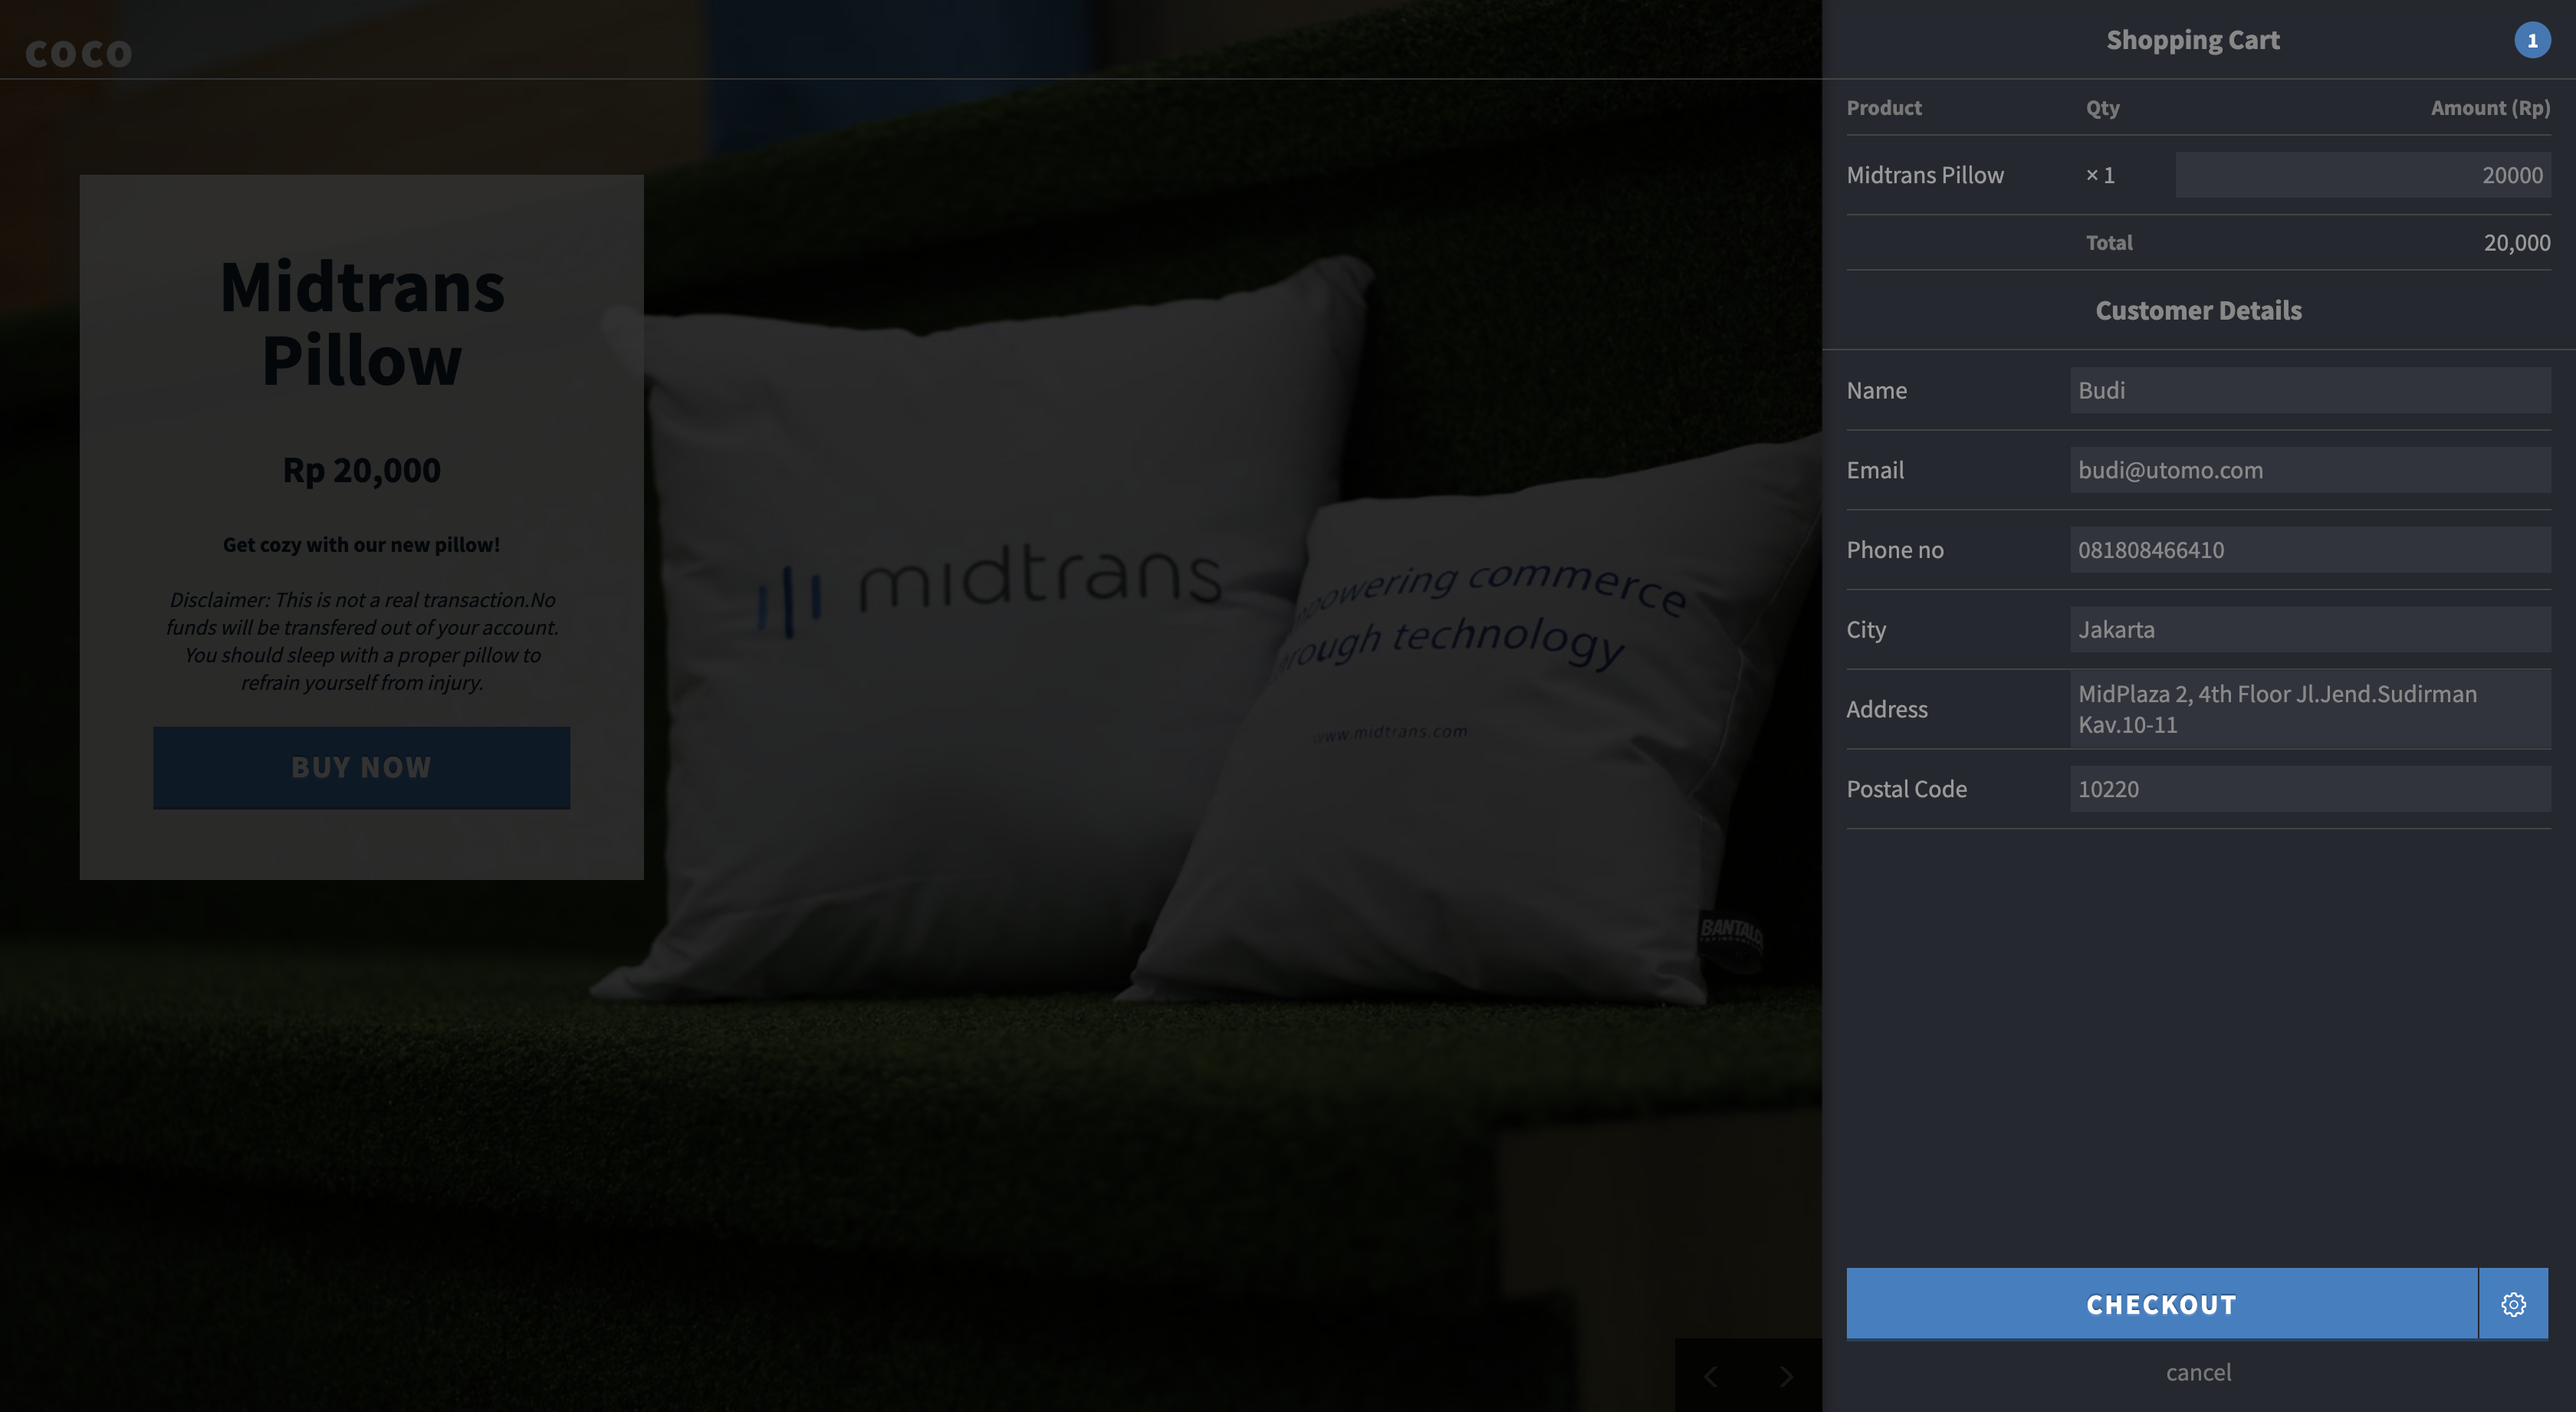 coco
Midtrans
Pillow
Rp 20,000
Get cozy with our new pillow!
Disclaimer: This is not a real transaction.No
funds will be transfered out of your account.
You should sleep with a proper pillow to
refrain yourself from injury.
BUY NOW
midtrans
commerce
technology
www.midtrans.com
Shopping Cart
1
Product Qty Amount (Rp)
Midtrans Pillow × 1 20000
Total 20,000
Customer Details
Name Budi
Email budi@utomo.com
Phone no 081808466410
City Jakarta
Address MidPlaza 2, 4th Floor Jl.Jend.Sudirman
Kav.10-11
Postal Code 10220
CHECKOUT
cancel